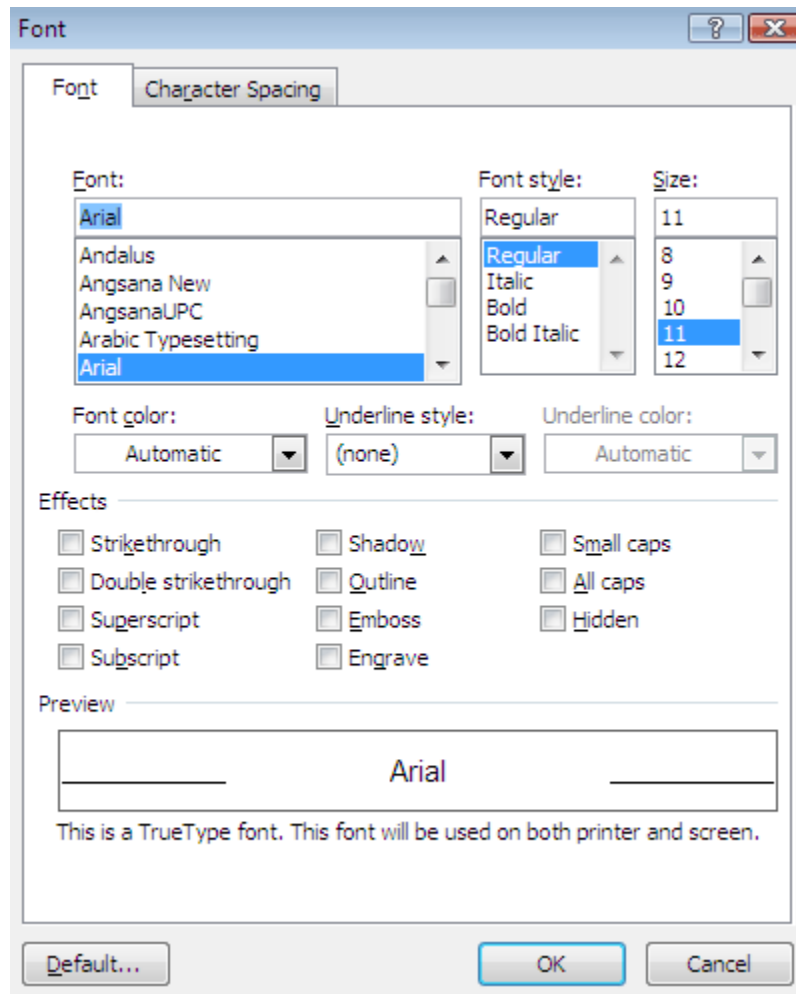 Font
Font Character Spacing
Font: Font style: Size:
Arial Regular 11
Andalus Regular 8
Angsana New Italic 9
AngsanaUPC Bold 10
Arabic Typesetting Bold Italic 11
Arial 12
Font color: Underline style: Underline color:
Automatic (none) Automatic
Effects
Strikethrough Shadow Small caps
Double strikethrough Outline All caps
Superscript Emboss Hidden
Subscript Engrave
Preview
Arial
This is a TrueType font. This font will be used on both printer and screen.
Default... OK Cancel